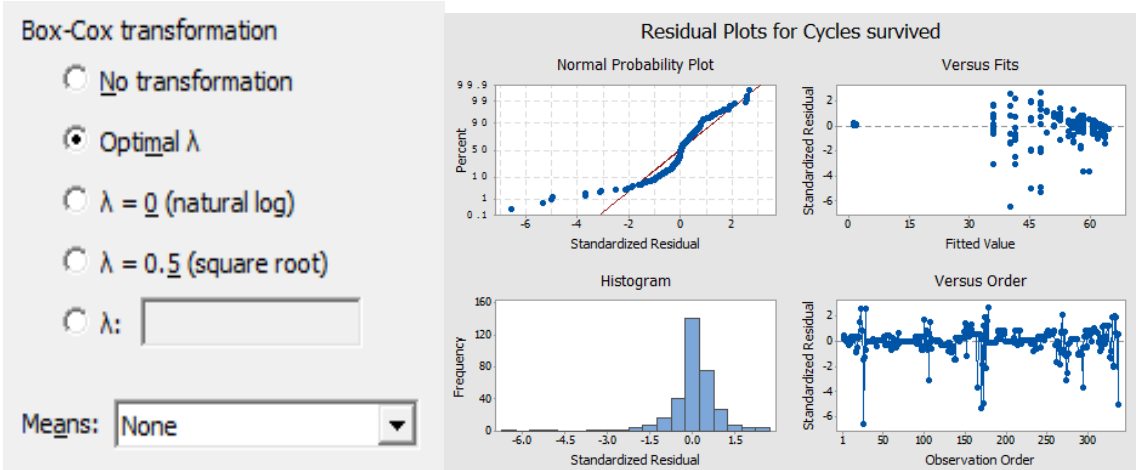 Box-Cox transformation
No transformation
Optimal λ
λ = 0 (natural log)
λ = 0.5 (square root)
λ:
Means: None
Residual Plots for Cycles survived
Normal Probability Plot
99.9
99
90
50
10
1
0.1
Percent
-6 -4 -2 0 2
Standardized Residual
Versus Fits
2
0
-2
-4
-6
Standardized Residual
0 15 30 45 60
Fitted Value
Histogram
160
120
80
40
0
Frequency
-6.0 -4.5 -3.0 -1.5 0.0 1.5
Standardized Residual
Versus Order
2
0
-2
-4
-6
Standardized Residual
1 50 100 150 200 250 300
Observation Order